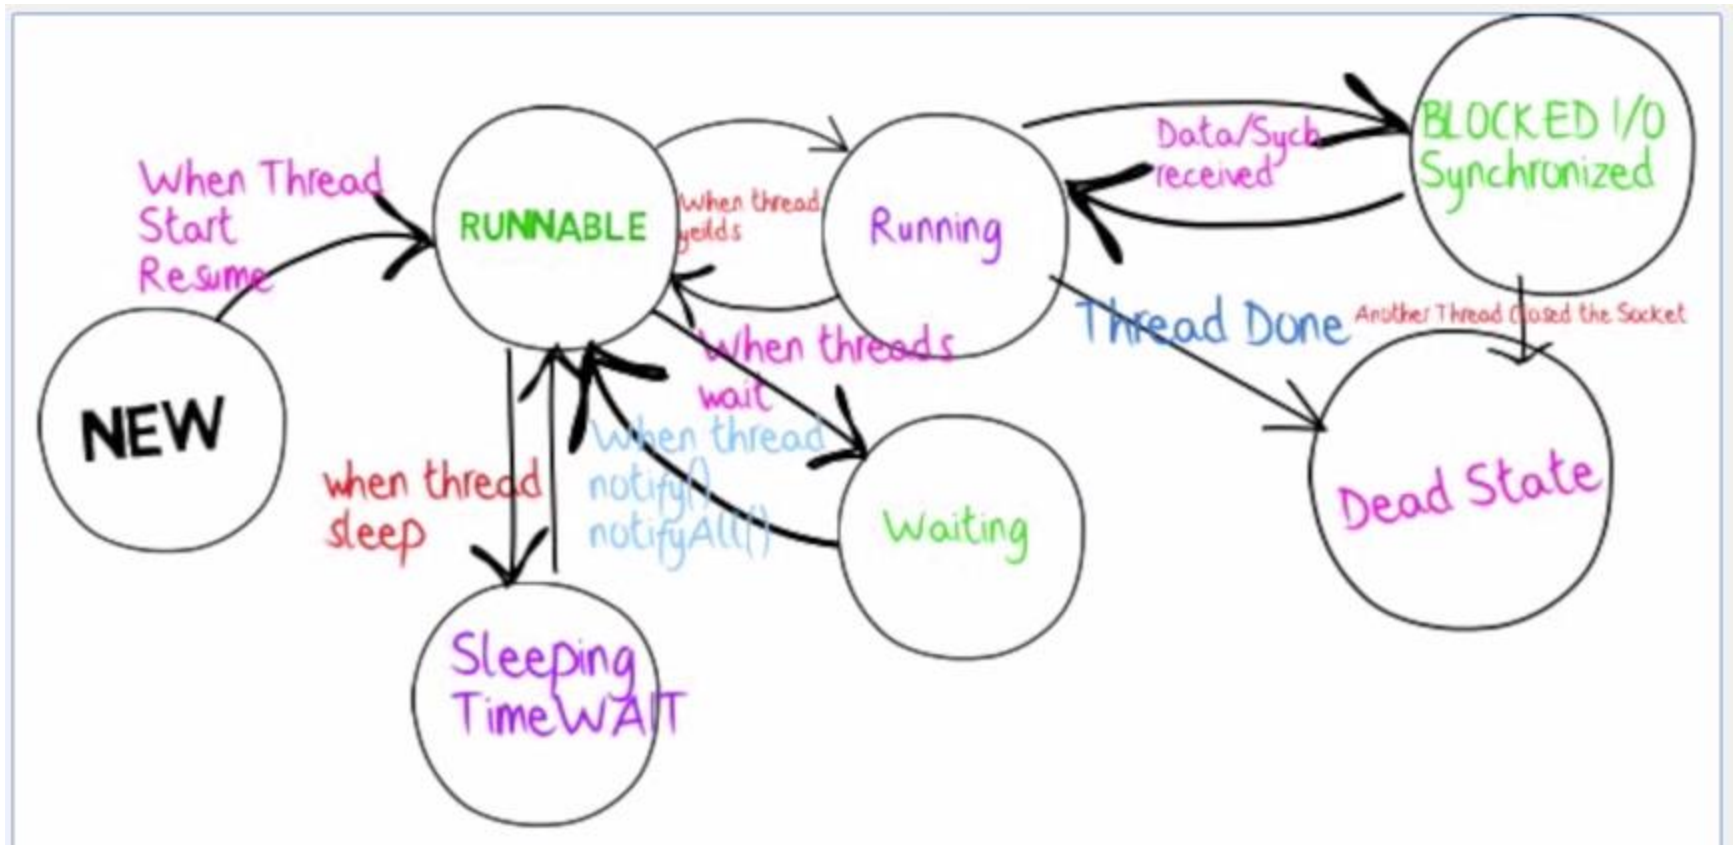 When Thread
Start
Resume
NEW
RUNNABLE
When thread
yeilds
Running
Data/Sych
received
BLOCKED I/O
Synchronized
Thread Done
Another Thread Closed the Socket
When threads
wait
When thread
notify()
notifyAll()
when thread
sleep
Waiting
Dead State
Sleeping
TimeWAIT